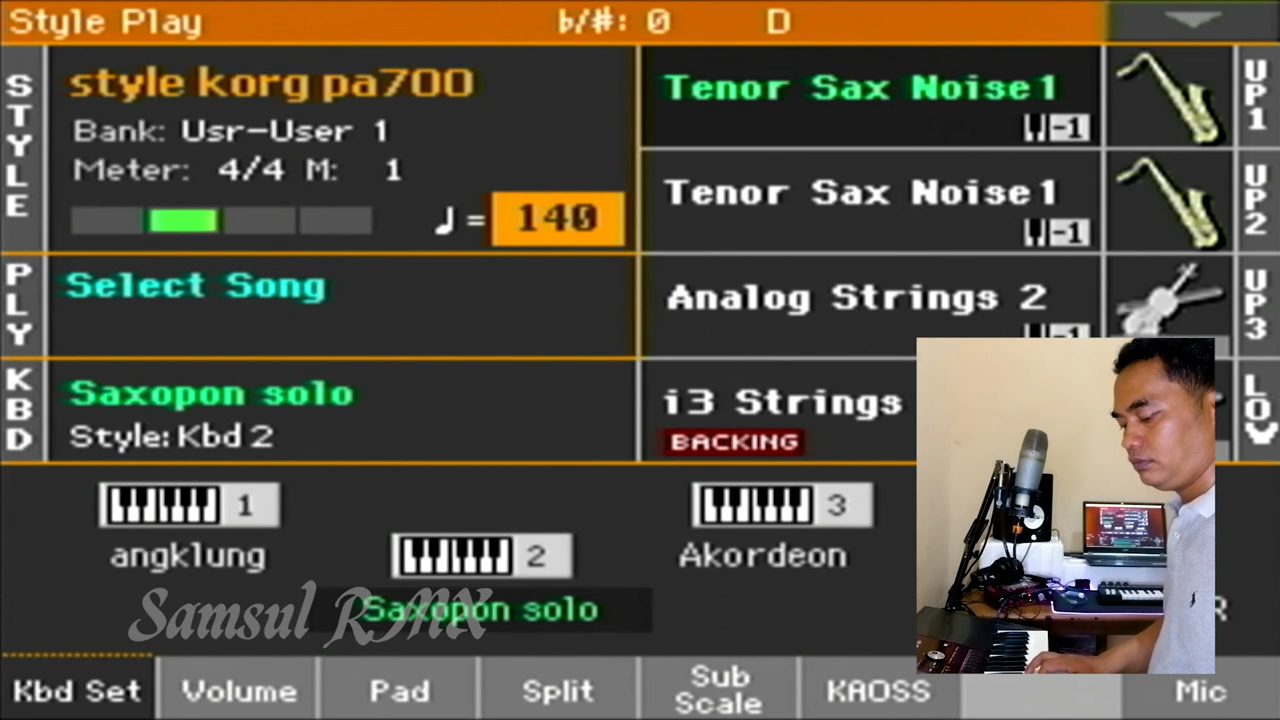 Style Play
♭/#: 0
D
STYLE
style korg pa700
Bank: Usr-User 1
Meter: 4/4 M: 1
♩ = 140
PLY
Select Song
KBD
Saxopon solo
Style: Kbd 2
Tenor Sax Noise1
-1
UP1
Tenor Sax Noise1
-1
UP2
Analog Strings 2
-1
UP3
i3 Strings
BACKING
LOW
1
angklung
2
Saxopon solo
3
Akordeon
Samsul RMX
Kbd Set
Volume
Pad
Split
Sub
Scale
KAOSS
Mic